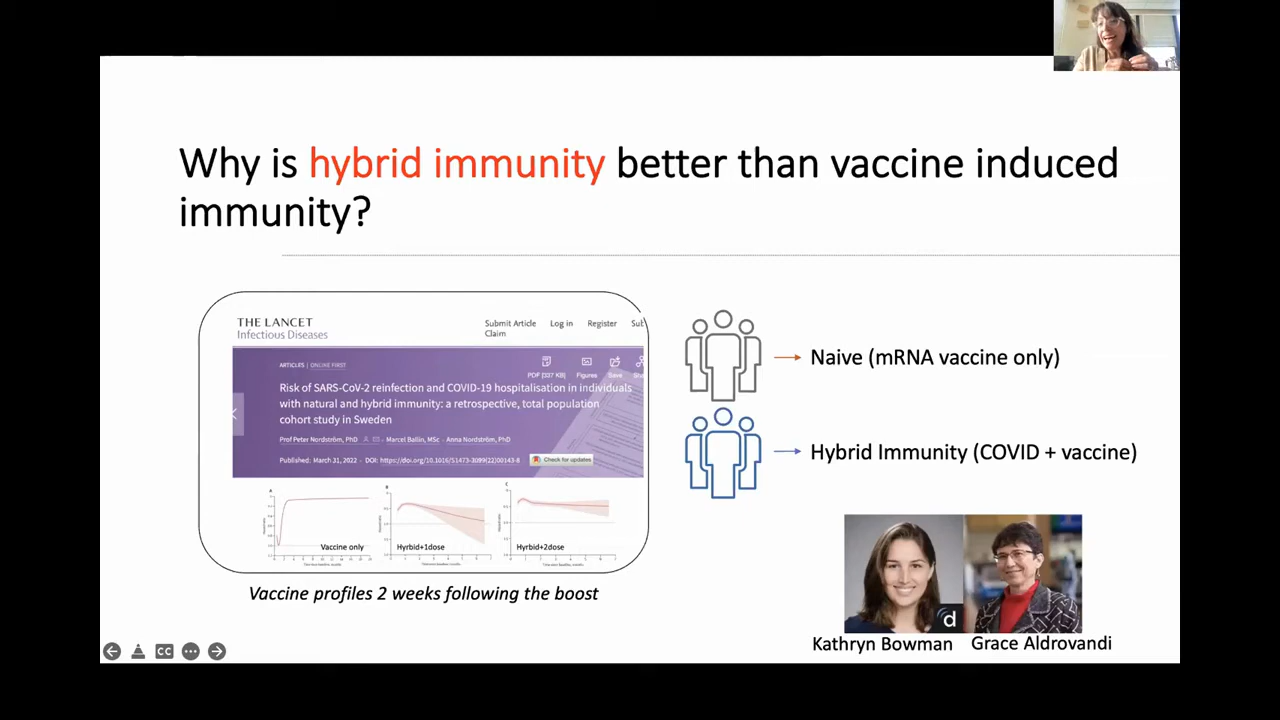 Why is hybrid immunity better than vaccine induced
immunity?
THE LANCET
Infectious Diseases
Submit Article
Log in
Register
Sub
Claim
ARTICLES | ONLINE FIRST
PDF [337 KB]
Figures
Save
Risk of SARS-CoV-2 reinfection and COVID-19 hospitalisation in individuals
with natural and hybrid immunity: a retrospective, total population
cohort study in Sweden
Prof Peter Nordström, PhD
Marcel Ballin, MSc
Anna Nordström, PhD
Published: March 31, 2022 • DOI: https://doi.org/10.1016/S1473-3099(22)00143-8
Check for updates
A
B
C
Vaccine only
Hyrbid+1dose
Hyrbid+2dose
Vaccine profiles 2 weeks following the boost
Naive (mRNA vaccine only)
Hybrid Immunity (COVID + vaccine)
d
Kathryn Bowman
Grace Aldrovandi
CC